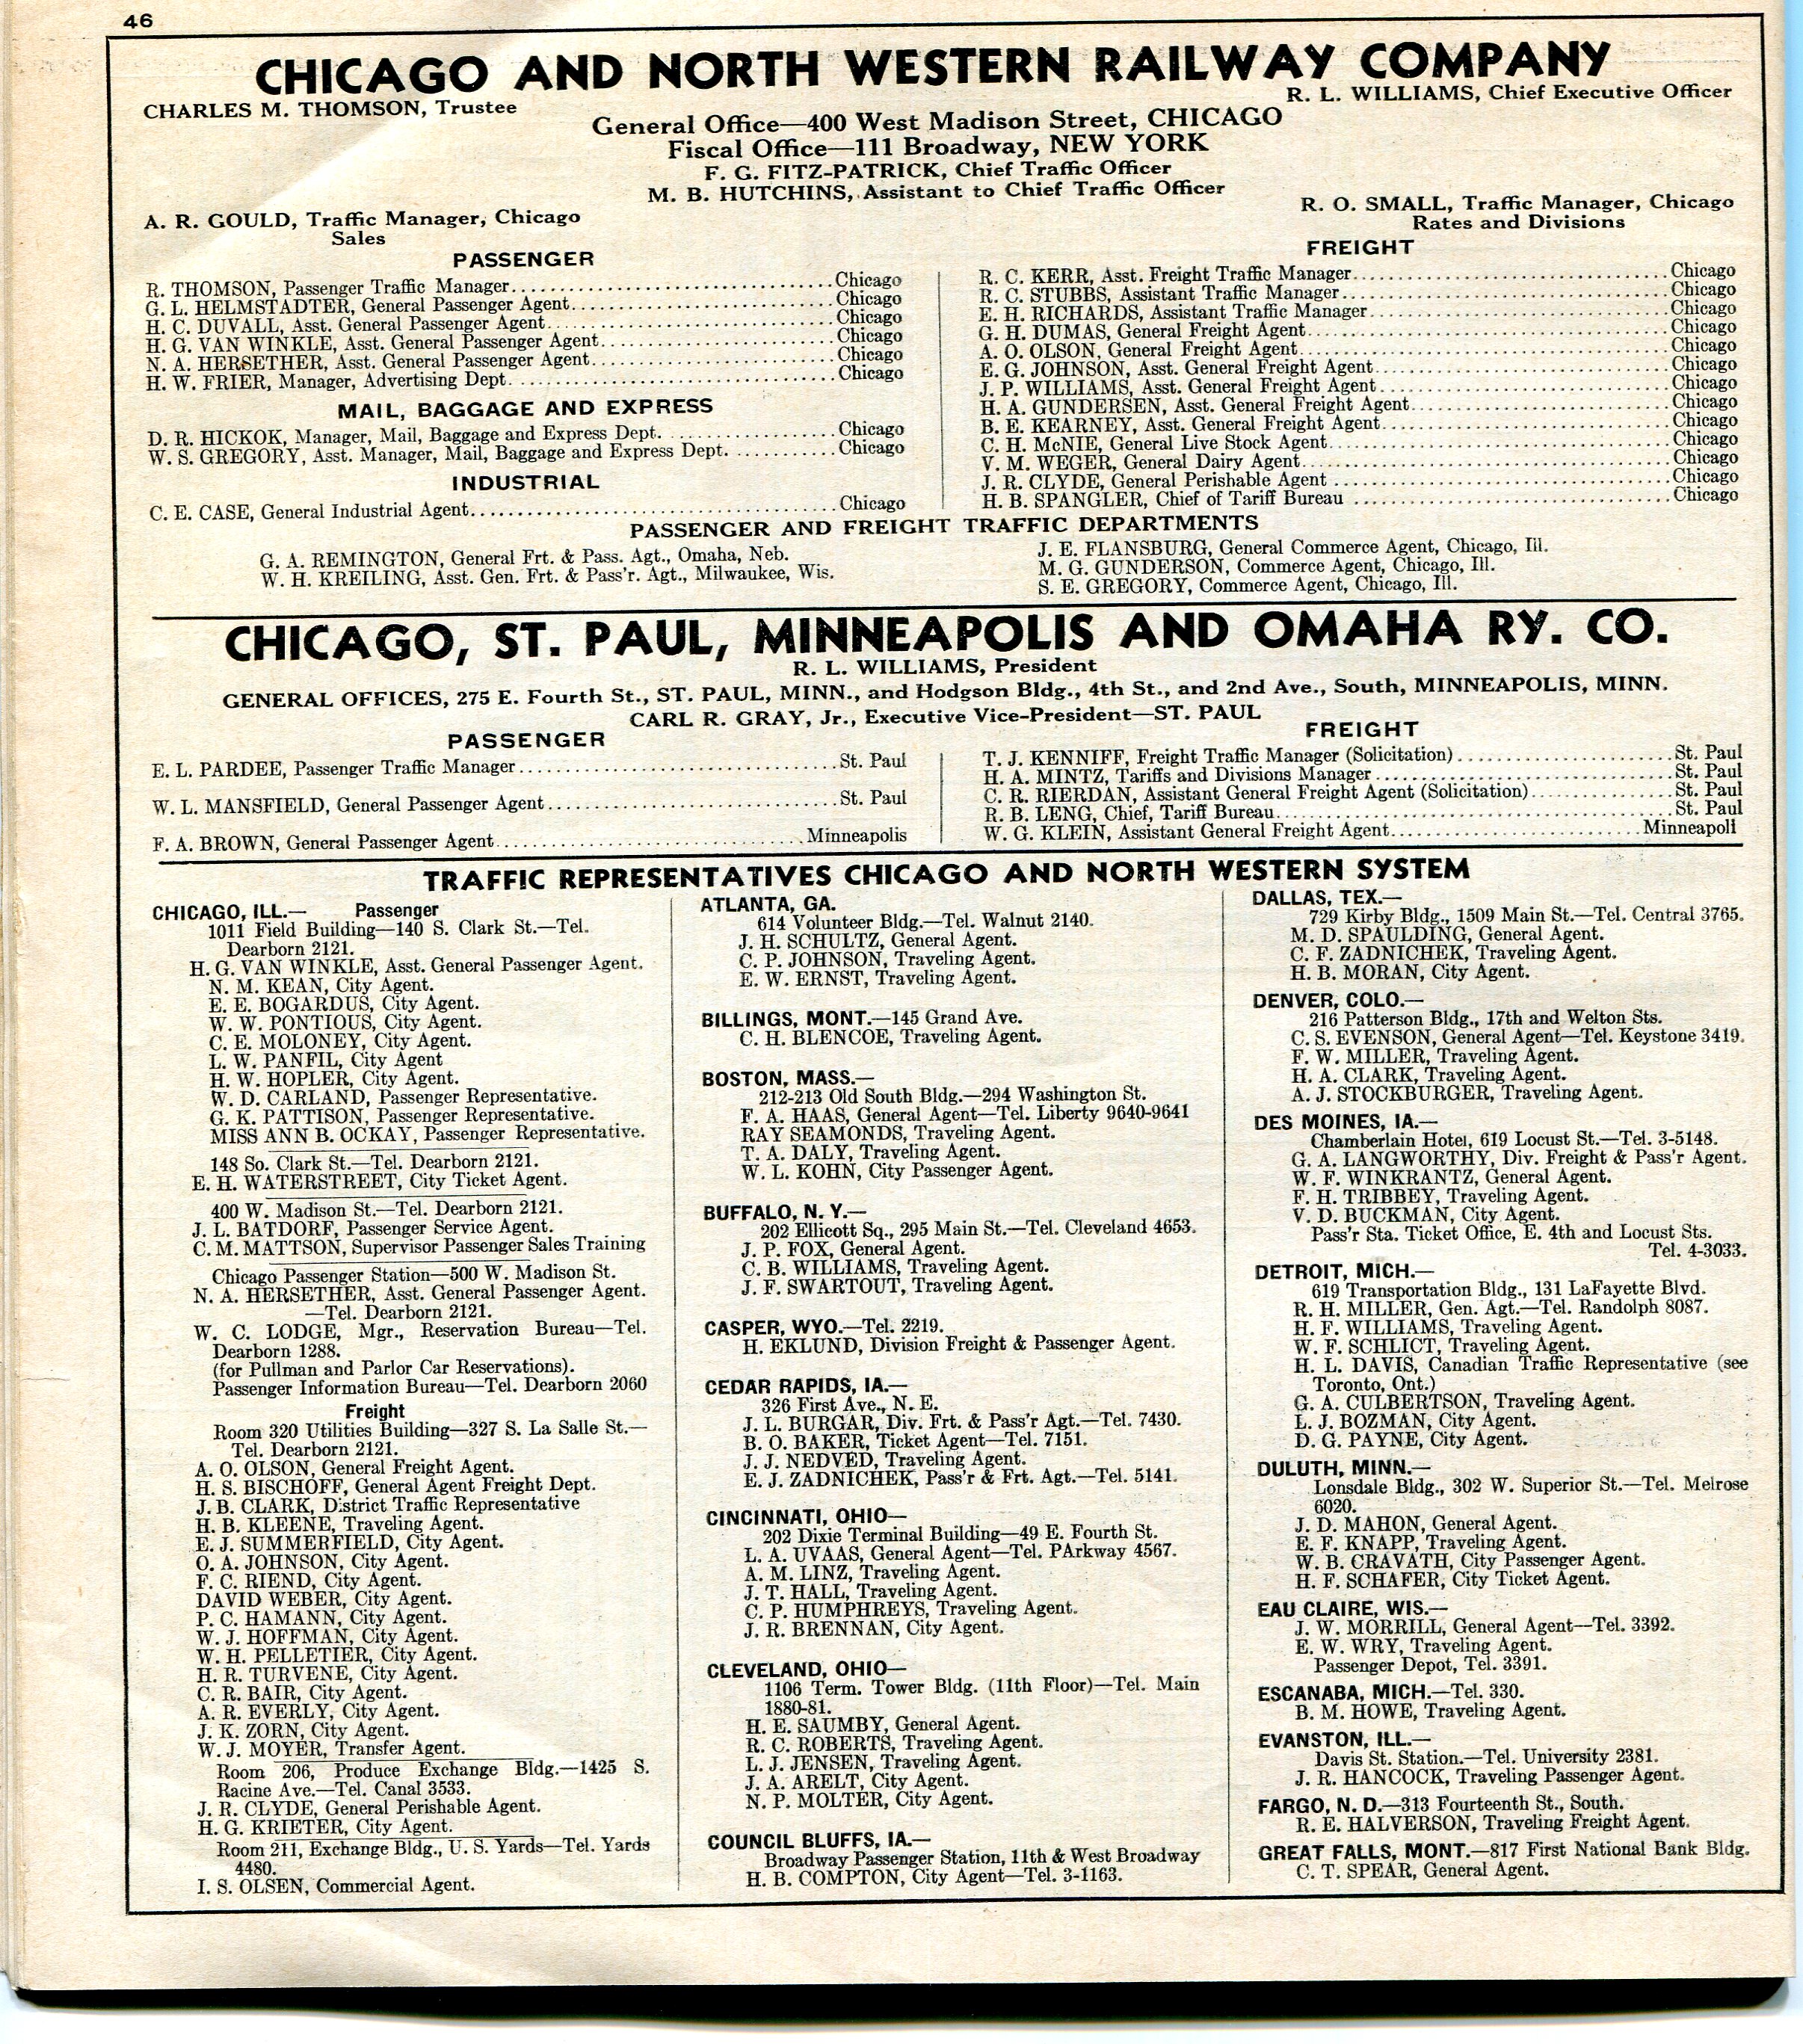 46
CHICAGO AND NORTH WESTERN RAILWAY COMPANY
CHARLES M. THOMSON, Trustee
R. L. WILLIAMS, Chief Executive Officer
General Office—400 West Madison Street, CHICAGO
Fiscal Office—111 Broadway, NEW YORK
F. G. FITZ-PATRICK, Chief Traffic Officer
M. B. HUTCHINS, Assistant to Chief Traffic Officer
A. R. GOULD, Traffic Manager, Chicago
Sales
R. O. SMALL, Traffic Manager, Chicago
Rates and Divisions
PASSENGER
R. THOMSON, Passenger Traffic Manager........Chicago
G. L. HELMSTADTER, General Passenger Agent........Chicago
H. C. DUVALL, Asst. General Passenger Agent........Chicago
H. G. VAN WINKLE, Asst. General Passenger Agent........Chicago
N. A. HERSETHER, Asst. General Passenger Agent........Chicago
H. W. FRIER, Manager, Advertising Dept........Chicago
MAIL, BAGGAGE AND EXPRESS
D. R. HICKOK, Manager, Mail, Baggage and Express Dept. ........Chicago
W. S. GREGORY, Asst. Manager, Mail, Baggage and Express Dept. ........Chicago
INDUSTRIAL
C. E. CASE, General Industrial Agent........Chicago
FREIGHT
R. C. KERR, Asst. Freight Traffic Manager........Chicago
R. C. STUBBS, Assistant Traffic Manager........Chicago
E. H. RICHARDS, Assistant Traffic Manager........Chicago
G. H. DUMAS, General Freight Agent........Chicago
A. O. OLSON, General Freight Agent........Chicago
E. G. JOHNSON, Asst. General Freight Agent........Chicago
J. P. WILLIAMS, Asst. General Freight Agent........Chicago
H. A. GUNDERSEN, Asst. General Freight Agent........Chicago
B. E. KEARNEY, Asst. General Freight Agent........Chicago
C. H. McNIE, General Live Stock Agent........Chicago
V. M. WEGER, General Dairy Agent........Chicago
J. R. CLYDE, General Perishable Agent ........Chicago
H. B. SPANGLER, Chief of Tariff Bureau ........Chicago
PASSENGER AND FREIGHT TRAFFIC DEPARTMENTS
G. A. REMINGTON, General Frt. & Pass. Agt., Omaha, Neb.
W. H. KREILING, Asst. Gen. Frt. & Pass'r. Agt., Milwaukee, Wis.
J. E. FLANSBURG, General Commerce Agent, Chicago, Ill.
M. G. GUNDERSON, Commerce Agent, Chicago, Ill.
S. E. GREGORY, Commerce Agent, Chicago, Ill.
CHICAGO, ST. PAUL, MINNEAPOLIS AND OMAHA RY. CO.
R. L. WILLIAMS, President
GENERAL OFFICES, 275 E. Fourth St., ST. PAUL, MINN., and Hodgson Bldg., 4th St., and 2nd Ave., South, MINNEAPOLIS, MINN.
CARL R. GRAY, Jr., Executive Vice-President—ST. PAUL
PASSENGER
E. L. PARDEE, Passenger Traffic Manager........St. Paul
W. L. MANSFIELD, General Passenger Agent........St. Paul
F. A. BROWN, General Passenger Agent........Minneapolis
FREIGHT
T. J. KENNIFF, Freight Traffic Manager (Solicitation)........St. Paul
H. A. MINTZ, Tariffs and Divisions Manager........St. Paul
C. R. RIERDAN, Assistant General Freight Agent (Solicitation)........St. Paul
R. B. LENG, Chief, Tariff Bureau........St. Paul
W. G. KLEIN, Assistant General Freight Agent........Minneapoli
TRAFFIC REPRESENTATIVES CHICAGO AND NORTH WESTERN SYSTEM
CHICAGO, ILL.— Passenger
1011 Field Building—140 S. Clark St.—Tel.
Dearborn 2121.
H. G. VAN WINKLE, Asst. General Passenger Agent.
N. M. KEAN, City Agent.
E. E. BOGARDUS, City Agent.
W. W. PONTIOUS, City Agent.
C. E. MOLONEY, City Agent.
L. W. PANFIL, City Agent
H. W. HOPLER, City Agent.
W. D. CARLAND, Passenger Representative.
G. K. PATTISON, Passenger Representative.
MISS ANN B. OCKAY, Passenger Representative.
148 So. Clark St.—Tel. Dearborn 2121.
E. H. WATERSTREET, City Ticket Agent.
400 W. Madison St.—Tel. Dearborn 2121.
J. L. BATDORF, Passenger Service Agent.
C. M. MATTSON, Supervisor Passenger Sales Training
Chicago Passenger Station—500 W. Madison St.
N. A. HERSETHER, Asst. General Passenger Agent.
—Tel. Dearborn 2121.
W. C. LODGE, Mgr., Reservation Bureau—Tel.
Dearborn 1288.
(for Pullman and Parlor Car Reservations).
Passenger Information Bureau—Tel. Dearborn 2060
Freight
Room 320 Utilities Building—327 S. La Salle St.—
Tel. Dearborn 2121.
A. O. OLSON, General Freight Agent.
H. S. BISCHOFF, General Agent Freight Dept.
J. B. CLARK, District Traffic Representative
H. B. KLEENE, Traveling Agent.
E. J. SUMMERFIELD, City Agent.
O. A. JOHNSON, City Agent.
F. C. RIEND, City Agent.
DAVID WEBER, City Agent.
P. C. HAMANN, City Agent.
W. J. HOFFMAN, City Agent.
W. H. PELLETIER, City Agent.
H. R. TURVENE, City Agent.
C. R. BAIR, City Agent.
A. R. EVERLY, City Agent.
J. K. ZORN, City Agent.
W. J. MOYER, Transfer Agent.
Room 206, Produce Exchange Bldg.—1425 S.
Racine Ave.—Tel. Canal 3533.
J. R. CLYDE, General Perishable Agent.
H. G. KRIETER, City Agent.
Room 211, Exchange Bldg., U. S. Yards—Tel. Yards
4480.
I. S. OLSEN, Commercial Agent.
ATLANTA, GA.
614 Volunteer Bldg.—Tel. Walnut 2140.
J. H. SCHULTZ, General Agent.
C. P. JOHNSON, Traveling Agent.
E. W. ERNST, Traveling Agent.
BILLINGS, MONT.—145 Grand Ave.
C. H. BLENCOE, Traveling Agent.
BOSTON, MASS.—
212-213 Old South Bldg.—294 Washington St.
F. A. HAAS, General Agent—Tel. Liberty 9640-9641
RAY SEAMONDS, Traveling Agent.
T. A. DALY, Traveling Agent.
W. L. KOHN, City Passenger Agent.
BUFFALO, N. Y.—
202 Ellicott Sq., 295 Main St.—Tel. Cleveland 4653.
J. P. FOX, General Agent.
C. B. WILLIAMS, Traveling Agent.
J. F. SWARTOUT, Traveling Agent.
CASPER, WYO.—Tel. 2219.
H. EKLUND, Division Freight & Passenger Agent.
CEDAR RAPIDS, IA.—
326 First Ave., N. E.
J. L. BURGAR, Div. Frt. & Pass'r Agt.—Tel. 7430.
B. O. BAKER, Ticket Agent—Tel. 7151.
J. J. NEDVED, Traveling Agent.
E. J. ZADNICHEK, Pass'r & Frt. Agt.—Tel. 5141.
CINCINNATI, OHIO—
202 Dixie Terminal Building—49 E. Fourth St.
L. A. UVAAS, General Agent—Tel. PArkway 4567.
A. M. LINZ, Traveling Agent.
J. T. HALL, Traveling Agent.
C. P. HUMPHREYS, Traveling Agent.
J. R. BRENNAN, City Agent.
CLEVELAND, OHIO—
1106 Term. Tower Bldg. (11th Floor)—Tel. Main
1880-81.
H. E. SAUMBY, General Agent.
R. C. ROBERTS, Traveling Agent.
L. J. JENSEN, Traveling Agent.
J. A. ARELT, City Agent.
N. P. MOLTER, City Agent.
COUNCIL BLUFFS, IA.—
Broadway Passenger Station, 11th & West Broadway
H. B. COMPTON, City Agent—Tel. 3-1163.
DALLAS, TEX.—
729 Kirby Bldg., 1509 Main St.—Tel. Central 3765.
M. D. SPAULDING, General Agent.
C. F. ZADNICHEK, Traveling Agent.
H. B. MORAN, City Agent.
DENVER, COLO.—
216 Patterson Bldg., 17th and Welton Sts.
C. S. EVENSON, General Agent—Tel. Keystone 3419.
F. W. MILLER, Traveling Agent.
H. A. CLARK, Traveling Agent.
A. J. STOCKBURGER, Traveling Agent.
DES MOINES, IA.—
Chamberlain Hotel, 619 Locust St.—Tel. 3-5148.
G. A. LANGWORTHY, Div. Freight & Pass'r Agent.
W. F. WINKRANTZ, General Agent.
F. H. TRIBBEY, Traveling Agent.
V. D. BUCKMAN, City Agent.
Pass'r Sta. Ticket Office, E. 4th and Locust Sts.
Tel. 4-3033.
DETROIT, MICH.—
619 Transportation Bldg., 131 LaFayette Blvd.
R. H. MILLER, Gen. Agt.—Tel. Randolph 8087.
H. F. WILLIAMS, Traveling Agent.
W. F. SCHLICT, Traveling Agent.
H. L. DAVIS, Canadian Traffic Representative (see
Toronto, Ont.)
G. A. CULBERTSON, Traveling Agent.
L. J. BOZMAN, City Agent.
D. G. PAYNE, City Agent.
DULUTH, MINN.—
Lonsdale Bldg., 302 W. Superior St.—Tel. Melrose
6020.
J. D. MAHON, General Agent.
E. F. KNAPP, Traveling Agent.
W. B. CRAVATH, City Passenger Agent.
H. F. SCHAFER, City Ticket Agent.
EAU CLAIRE, WIS.—
J. W. MORRILL, General Agent—Tel. 3392.
E. W. WRY, Traveling Agent.
Passenger Depot, Tel. 3391.
ESCANABA, MICH.—Tel. 330.
B. M. HOWE, Traveling Agent.
EVANSTON, ILL.—
Davis St. Station.—Tel. University 2381.
J. R. HANCOCK, Traveling Passenger Agent.
FARGO, N. D.—313 Fourteenth St., South.
R. E. HALVERSON, Traveling Freight Agent.
GREAT FALLS, MONT.—817 First National Bank Bldg.
C. T. SPEAR, General Agent.